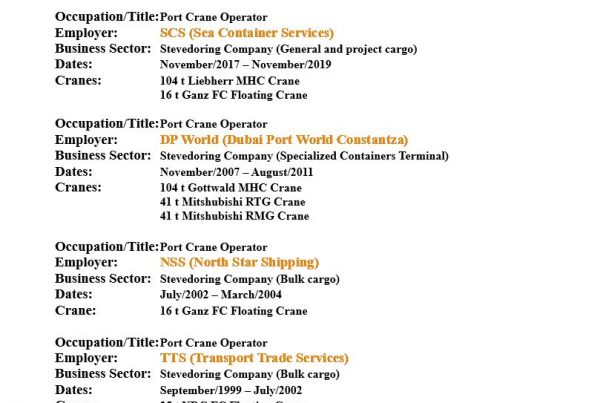 Occupation/Title: Port Crane Operator
Employer: SCS (Sea Container Services)
Business Sector: Stevedoring Company (General and project cargo)
Dates: November/2017 – November/2019
Cranes: 104 t Liebherr MHC Crane
16 t Ganz FC Floating Crane
Occupation/Title: Port Crane Operator
Employer: DP World (Dubai Port World Constantza)
Business Sector: Stevedoring Company (Specialized Containers Terminal)
Dates: November/2007 – August/2011
Cranes: 104 t Gottwald MHC Crane
41 t Mitshubishi RTG Crane
41 t Mitshubishi RMG Crane
Occupation/Title: Port Crane Operator
Employer: NSS (North Star Shipping)
Business Sector: Stevedoring Company (Bulk cargo)
Dates: July/2002 – March/2004
Crane: 16 t Ganz FC Floating Crane
Occupation/Title: Port Crane Operator
Employer: TTS (Transport Trade Services)
Business Sector: Stevedoring Company (Bulk cargo)
Dates: September/1999 – July/2002